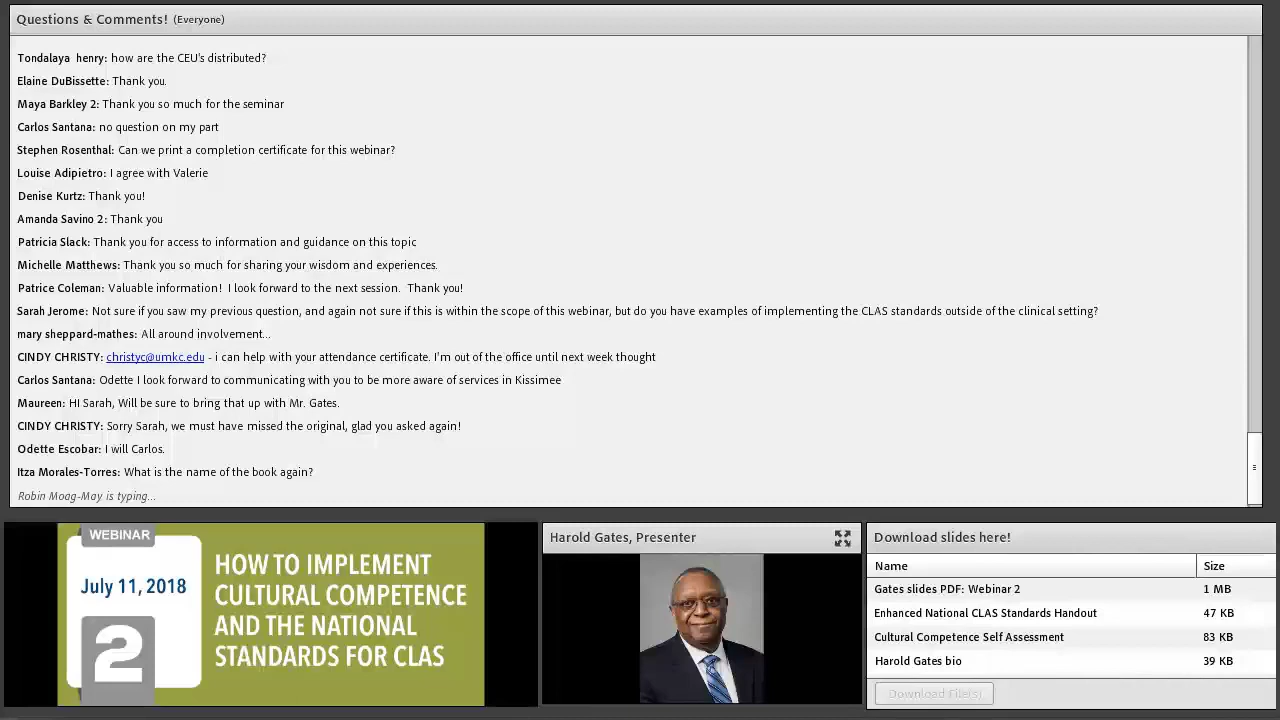 Questions & Comments! (Everyone)
Tondalaya henry: how are the CEU's distributed?
Elaine DuBissette: Thank you.
Maya Barkley 2: Thank you so much for the seminar
Carlos Santana: no question on my part
Stephen Rosenthal: Can we print a completion certificate for this webinar?
Louise Adipietro: I agree with Valerie
Denise Kurtz: Thank you!
Amanda Savino 2: Thank you
Patricia Slack: Thank you for access to information and guidance on this topic
Michelle Matthews: Thank you so much for sharing your wisdom and experiences.
Patrice Coleman: Valuable information! I look forward to the next session. Thank you!
Sarah Jerome: Not sure if you saw my previous question, and again not sure if this is within the scope of this webinar, but do you have examples of implementing the CLAS standards outside of the clinical setting?
mary sheppard-mathes: All around involvement...
CINDY CHRISTY: christyc@umkc.edu - i can help with your attendance certificate. I'm out of the office until next week thought
Carlos Santana: Odette I look forward to communicating with you to be more aware of services in Kissimee
Maureen: HI Sarah, Will be sure to bring that up with Mr. Gates.
CINDY CHRISTY: Sorry Sarah, we must have missed the original, glad you asked again!
Odette Escobar: I will Carlos.
Itza Morales-Torres: What is the name of the book again?
Robin Moag-May is typing...
WEBINAR
July 11, 2018
2
HOW TO IMPLEMENT
CULTURAL COMPETENCE
AND THE NATIONAL
STANDARDS FOR CLAS
Harold Gates, Presenter
Download slides here!
Name Size
Gates slides PDF: Webinar 2 1 MB
Enhanced National CLAS Standards Handout 47 KB
Cultural Competence Self Assessment 83 KB
Harold Gates bio 39 KB
Download File(s)